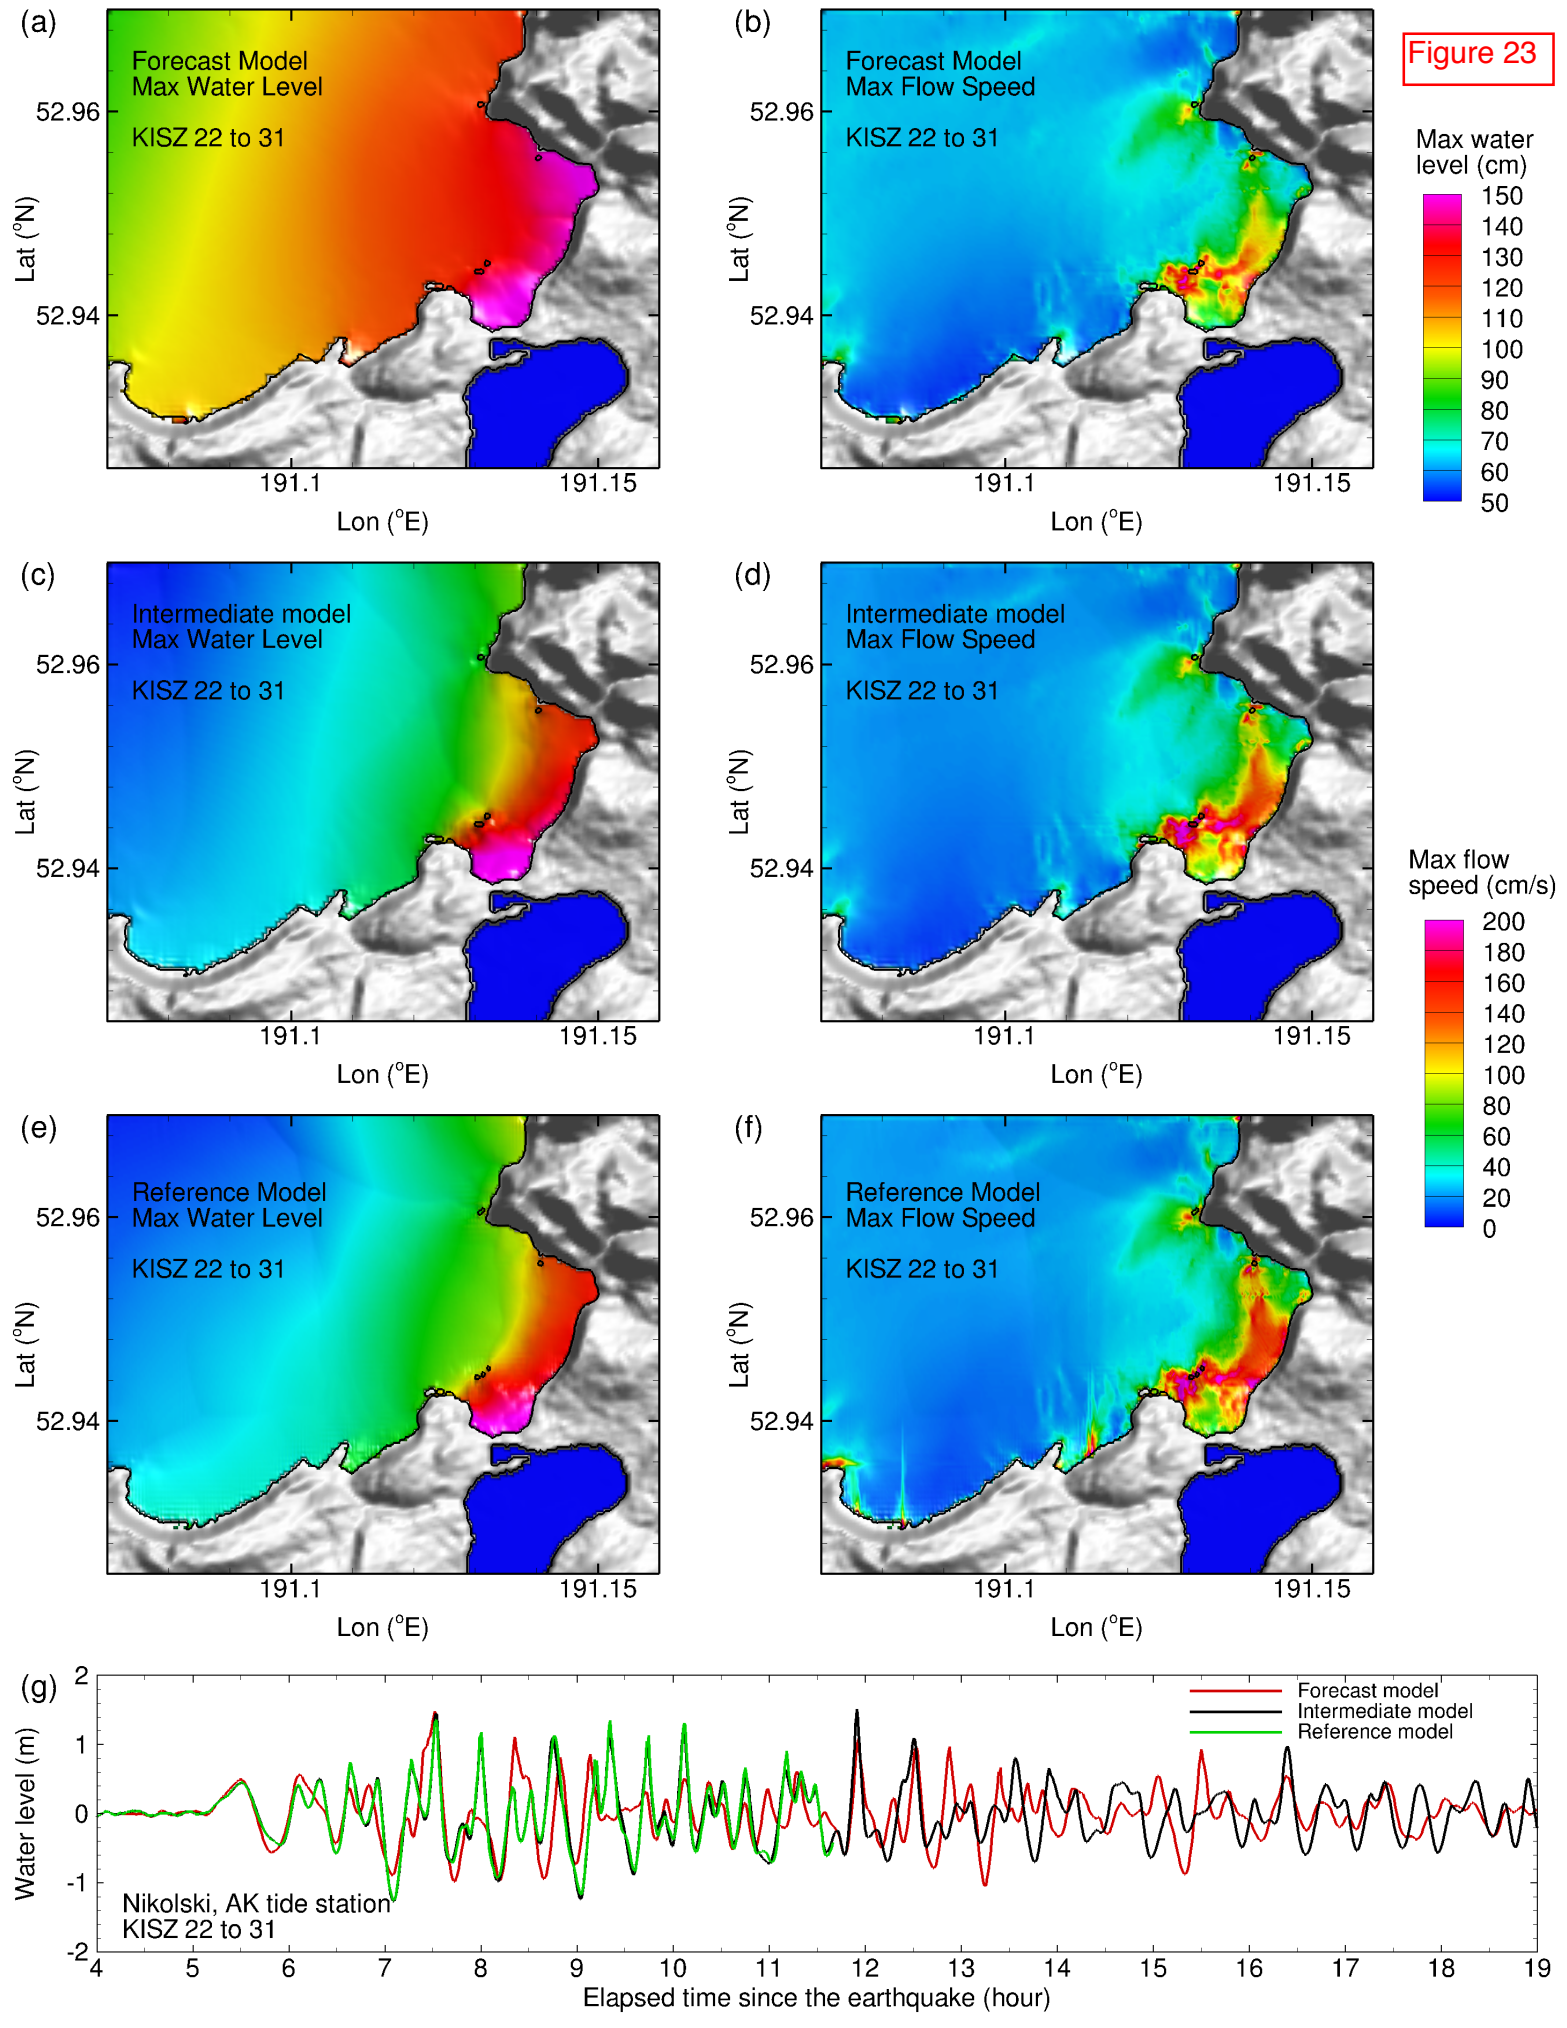 Figure 23
(a)
Forecast Model
Max Water Level
KISZ 22 to 31
52.96
52.94
Lat (°N)
191.1
191.15
Lon (°E)
(b)
Forecast Model
Max Flow Speed
KISZ 22 to 31
52.96
52.94
Lat (°N)
191.1
191.15
Lon (°E)
Max water
level (cm)
150
140
130
120
110
100
90
80
70
60
50
(c)
Intermediate model
Max Water Level
KISZ 22 to 31
52.96
52.94
Lat (°N)
191.1
191.15
Lon (°E)
(d)
Intermediate model
Max Flow Speed
KISZ 22 to 31
52.96
52.94
Lat (°N)
191.1
191.15
Lon (°E)
Max flow
speed (cm/s)
200
180
160
140
120
100
80
60
40
20
0
(e)
Reference Model
Max Water Level
KISZ 22 to 31
52.96
52.94
Lat (°N)
191.1
191.15
Lon (°E)
(f)
Reference Model
Max Flow Speed
KISZ 22 to 31
52.96
52.94
Lat (°N)
191.1
191.15
Lon (°E)
(g)
2
1
0
-1
-2
Water level (m)
Forecast model
Intermediate model
Reference model
Nikolski, AK tide station
KISZ 22 to 31
4 5 6 7 8 9 10 11 12 13 14 15 16 17 18 19
Elapsed time since the earthquake (hour)